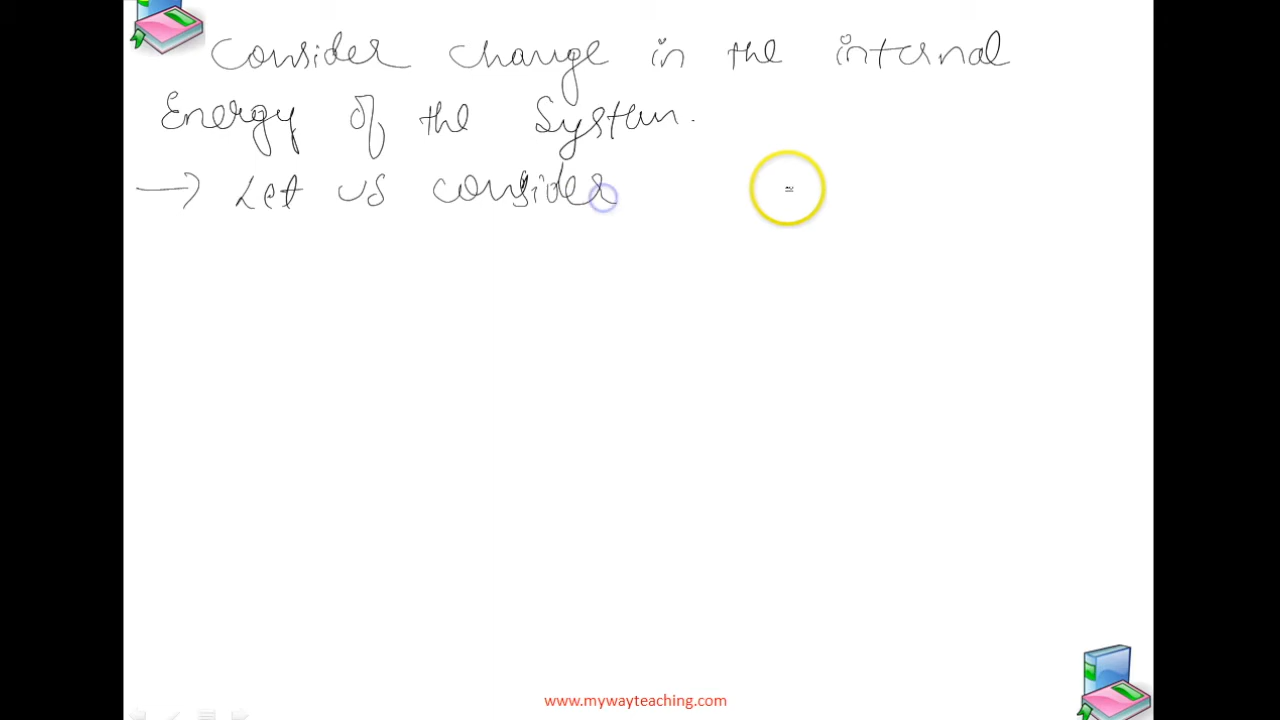 Consider change in the internal
Energy of the System.
→ Let us consider
www.mywayteaching.com